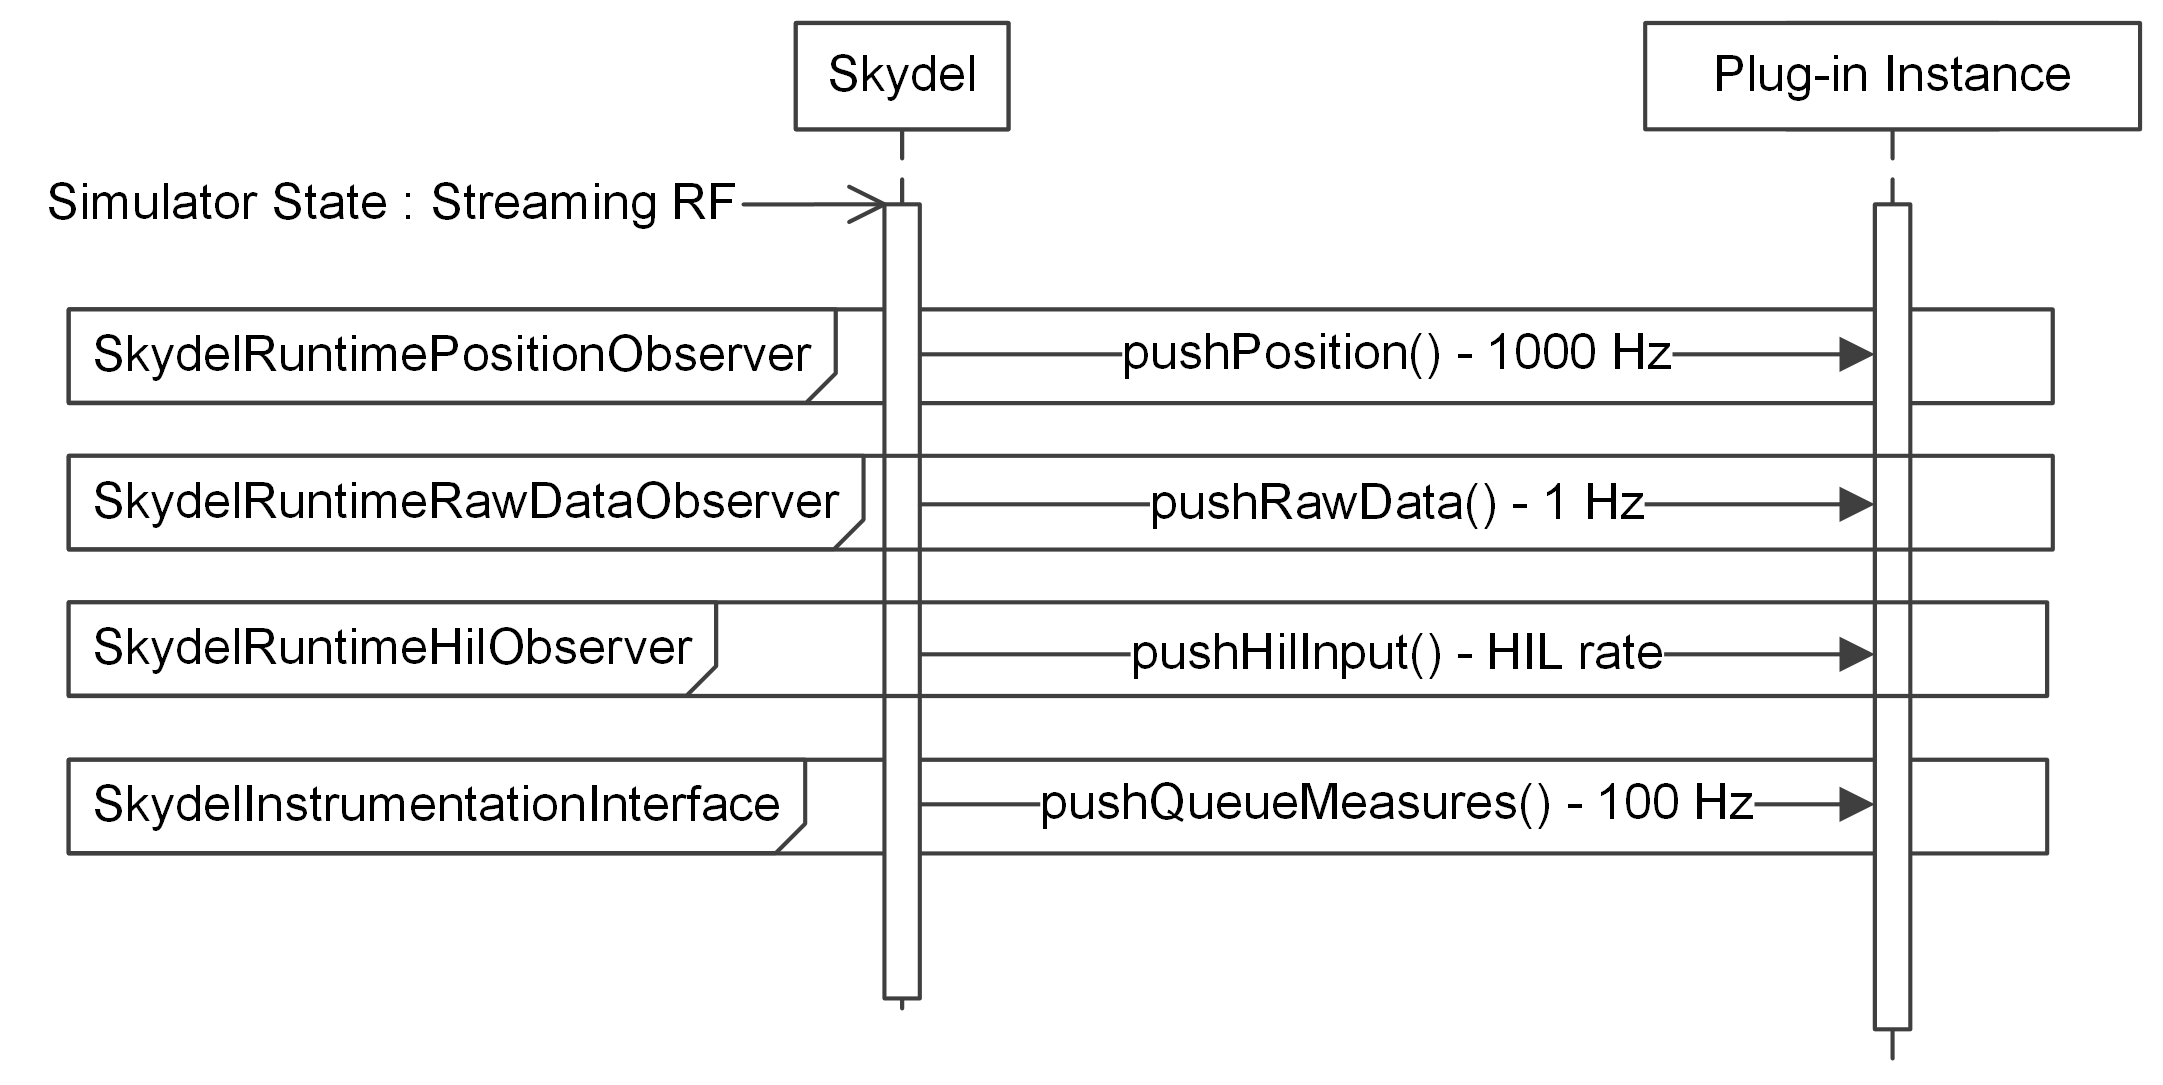 Skydel
Plug-in Instance
Simulator State : Streaming RF
SkydelRuntimePositionObserver
pushPosition() - 1000 Hz
SkydelRuntimeRawDataObserver
pushRawData() - 1 Hz
SkydelRuntimeHilObserver
pushHilInput() - HIL rate
SkydelInstrumentationInterface
pushQueueMeasures() - 100 Hz